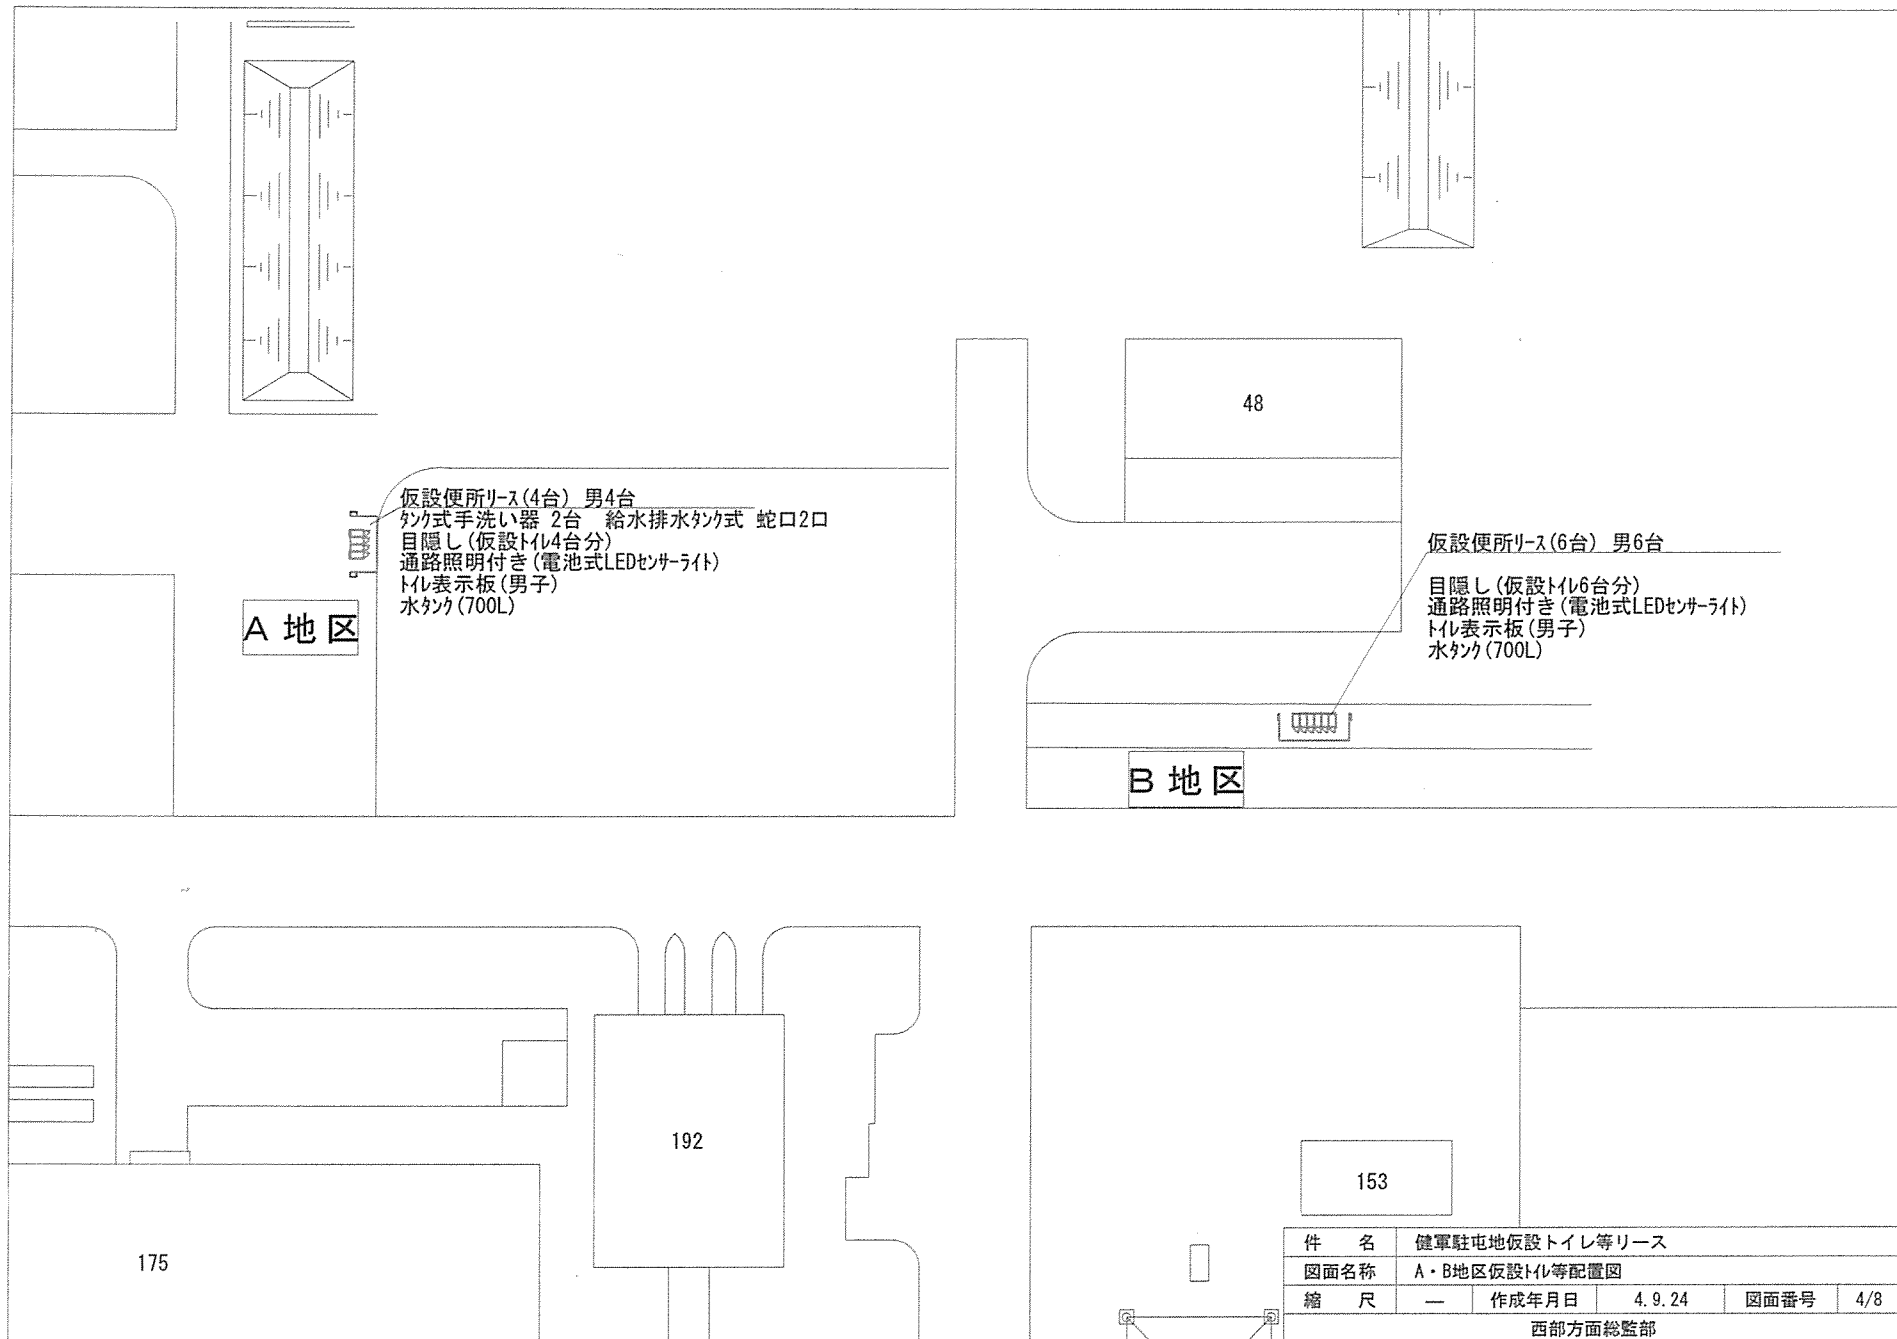 48
仮設便所ﾘｰｽ(4台) 男4台
ﾀﾝｸ式手洗い器 2台 給水排水ﾀﾝｸ式 蛇口2口
目隠し(仮設ﾄｲﾚ4台分)
通路照明付き(電池式LEDｾﾝｻｰﾗｲﾄ)
ﾄｲﾚ表示板(男子)
水ﾀﾝｸ(700L)
A 地区
仮設便所ﾘｰｽ(6台) 男6台
目隠し(仮設ﾄｲﾚ6台分)
通路照明付き(電池式LEDｾﾝｻｰﾗｲﾄ)
ﾄｲﾚ表示板(男子)
水ﾀﾝｸ(700L)
B 地区
192
153
175
件 名 健軍駐屯地仮設トイレ等リース
図面名称 A・B地区仮設ﾄｲﾚ等配置図
縮 尺 ― 作成年月日 4.9.24 図面番号 4/8
西部方面総監部